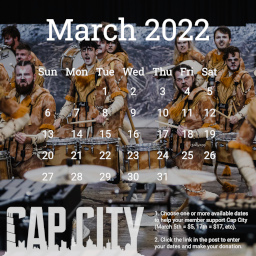 March 2022
Sun Mon Tue Wed Thu Fri Sat
1 2 3 4 5
6 7 8 9 10 11 12
13 14 15 16 17 18 19
20 21 22 23 24 25 26
27 28 29 30 31
CAP CITY
1. Choose one or more available dates
to help your member support Cap City
(March 5th = $5, 17th = $17, etc).
2. Click the link in the post to enter
your dates and make your donation.